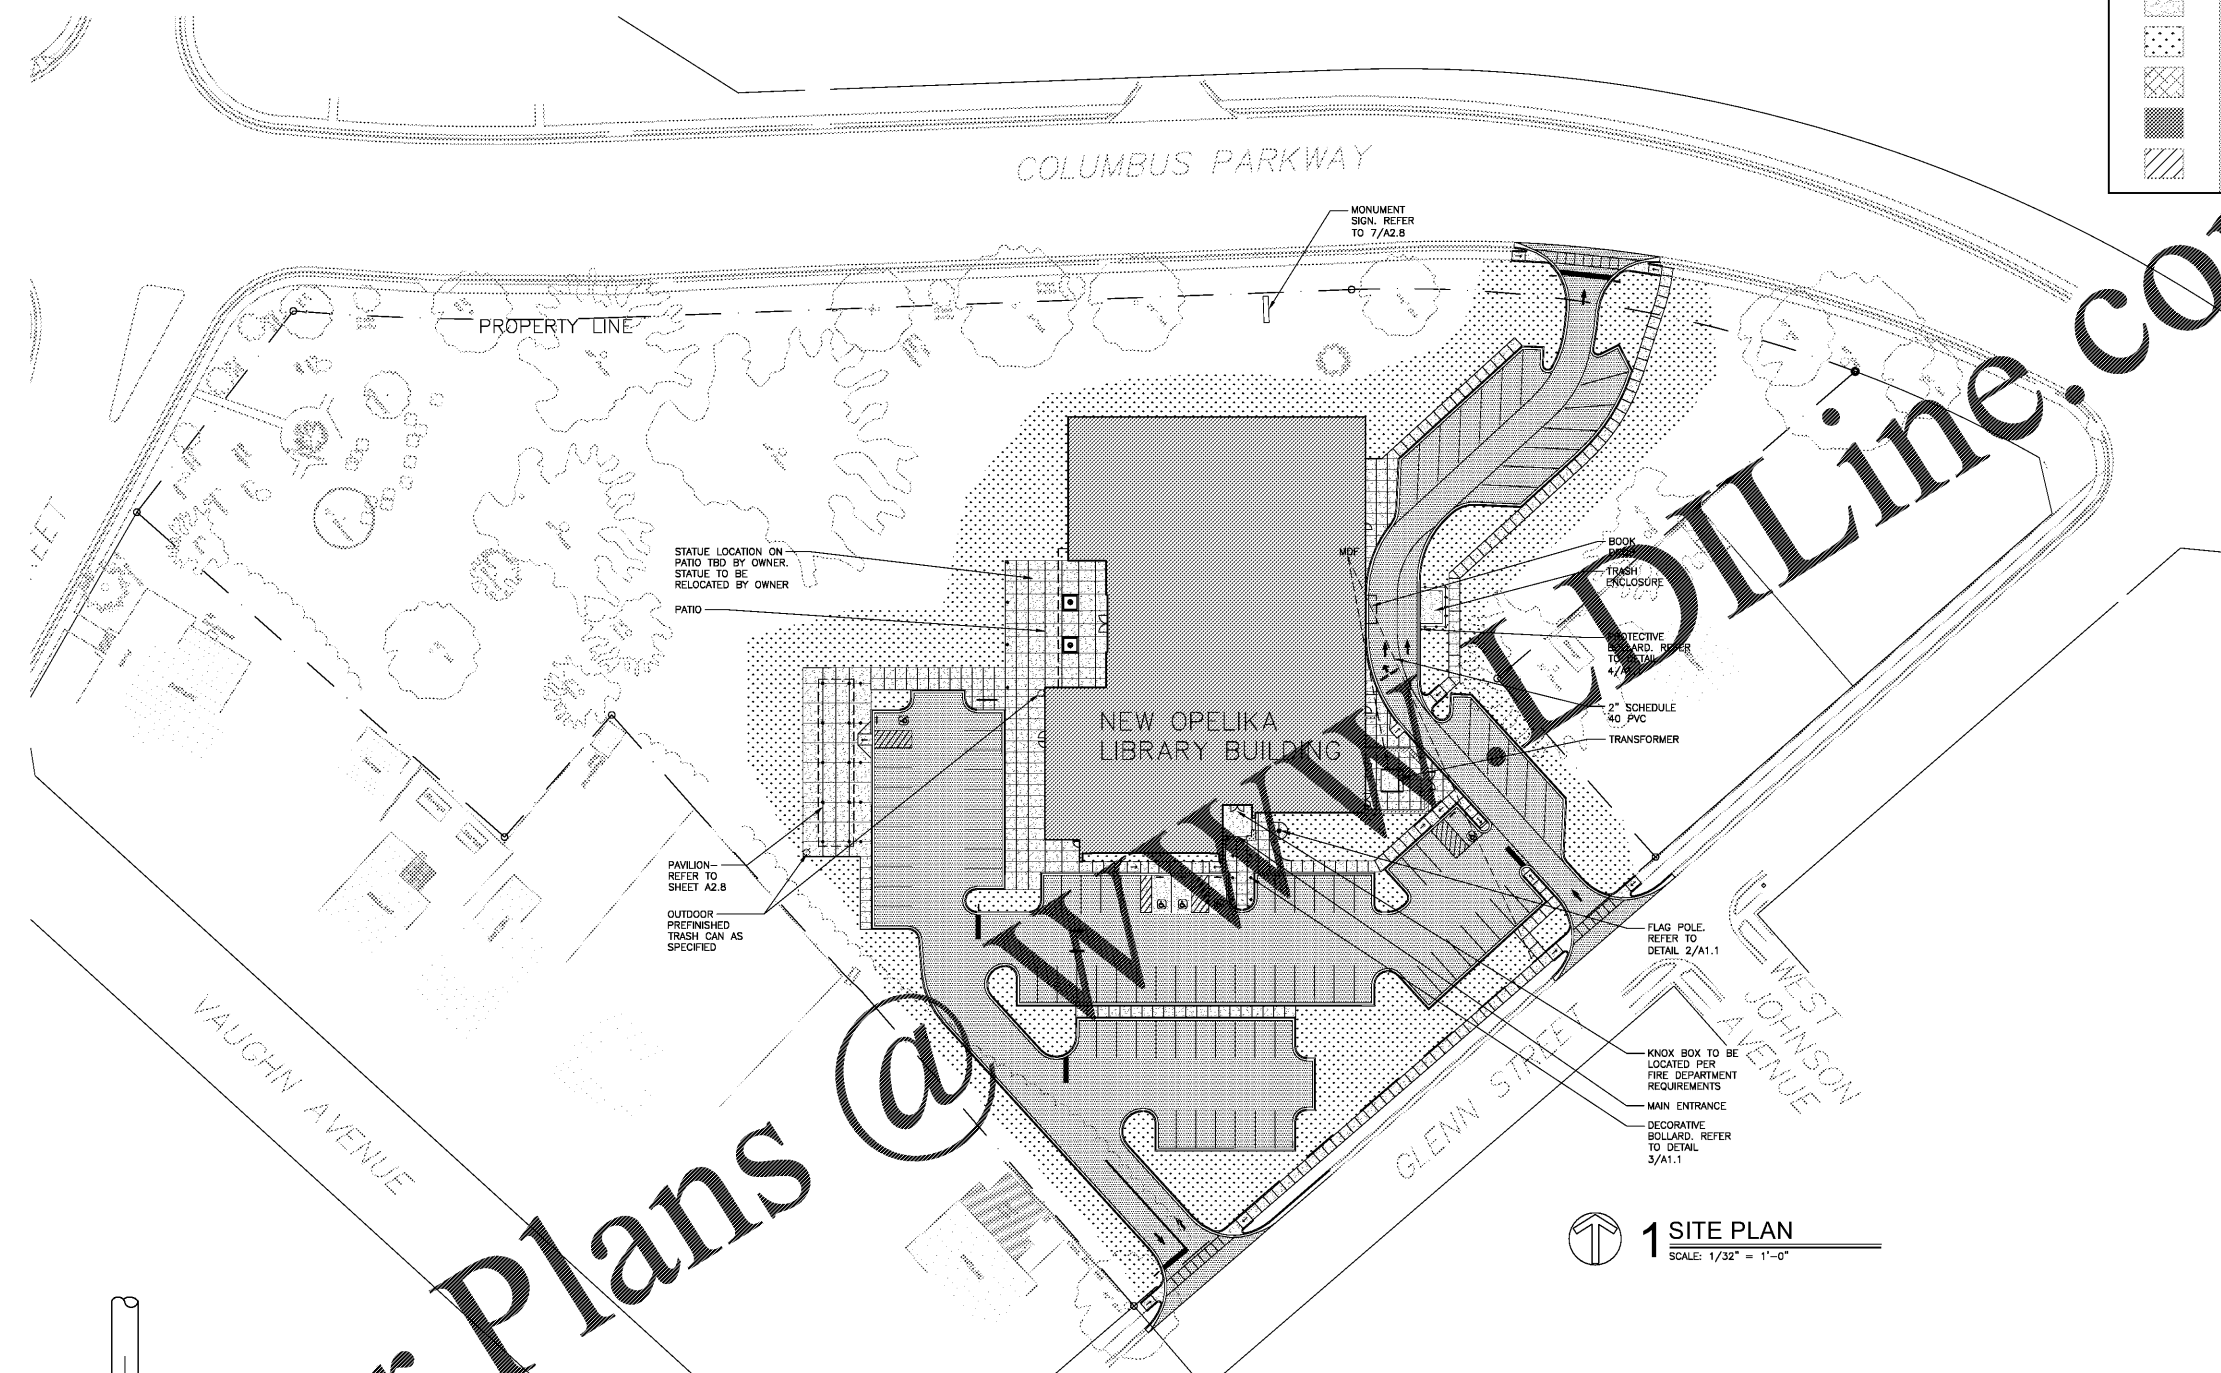 COLUMBUS PARKWAY
MONUMENT
SIGN. REFER
TO 7/A2.8
PROPERTY LINE
STATUE LOCATION ON
PATIO TBD BY OWNER.
STATUE TO BE
RELOCATED BY OWNER
PATIO
MDF
BOOK
TRASH
ENCLOSURE
PROTECTIVE
BOLLARD. REFER
TO DETAIL
2" SCHEDULE
40 PVC
TRANSFORMER
NEW OPELIKA
LIBRARY BUILDING
PAVILION
REFER TO
SHEET A2.8
OUTDOOR
PREFINISHED
TRASH CAN AS
SPECIFIED
FLAG POLE.
REFER TO
DETAIL 2/A1.1
KNOX BOX TO BE
LOCATED PER
FIRE DEPARTMENT
REQUIREMENTS
MAIN ENTRANCE
DECORATIVE
BOLLARD. REFER
TO DETAIL
3/A1.1
WEST
JOHNSON
AVENUE
GLENN STREET
VAUGHN AVENUE
1 SITE PLAN
SCALE: 1/32" = 1'-0"
Plans @ WWW.LDILine.co